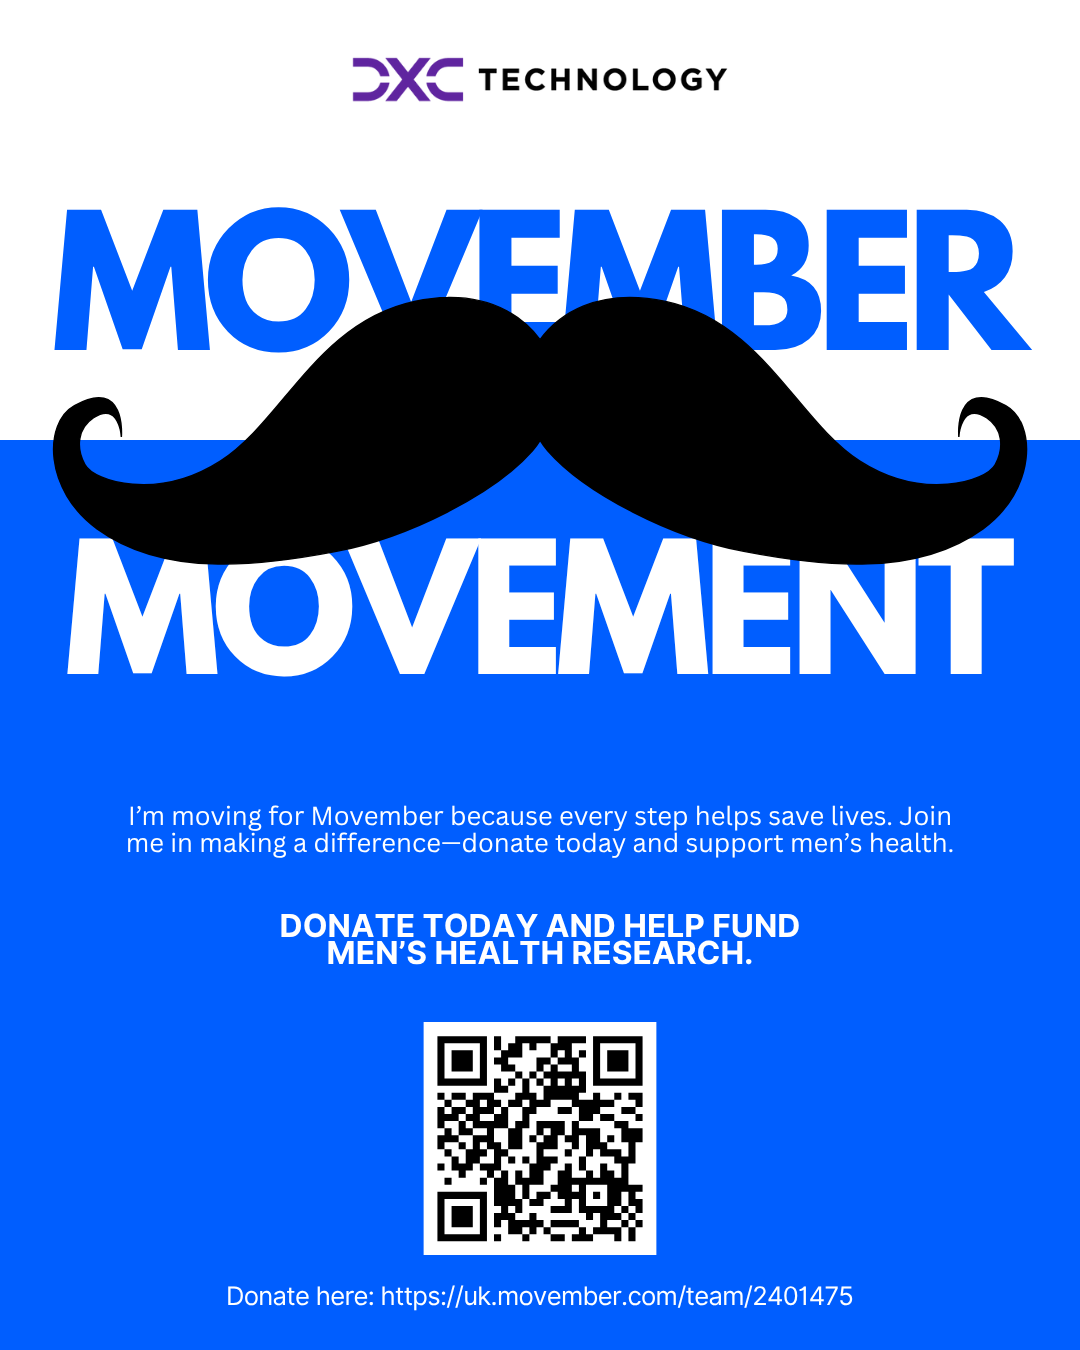 DXC TECHNOLOGY
MOVEMBER
MOVEMENT
I’m moving for Movember because every step helps save lives. Join
me in making a difference—donate today and support men’s health.
DONATE TODAY AND HELP FUND
MEN’S HEALTH RESEARCH.
Donate here: https://uk.movember.com/team/2401475